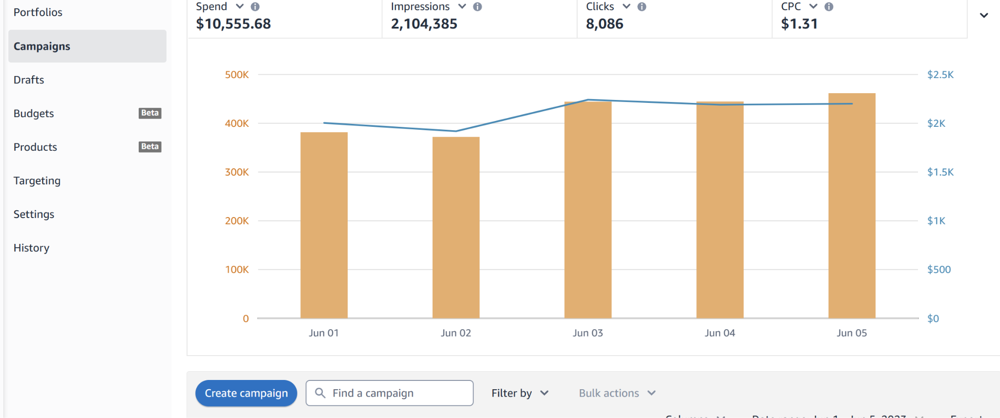 Portfolios
Campaigns
Drafts
Budgets Beta
Products Beta
Targeting
Settings
History
Spend
$10,555.68
Impressions
2,104,385
Clicks
8,086
CPC
$1.31
500K
400K
300K
200K
100K
0
$2.5K
$2K
$1.5K
$1K
$500
$0
Jun 01 Jun 02 Jun 03 Jun 04 Jun 05
Create campaign Find a campaign Filter by Bulk actions